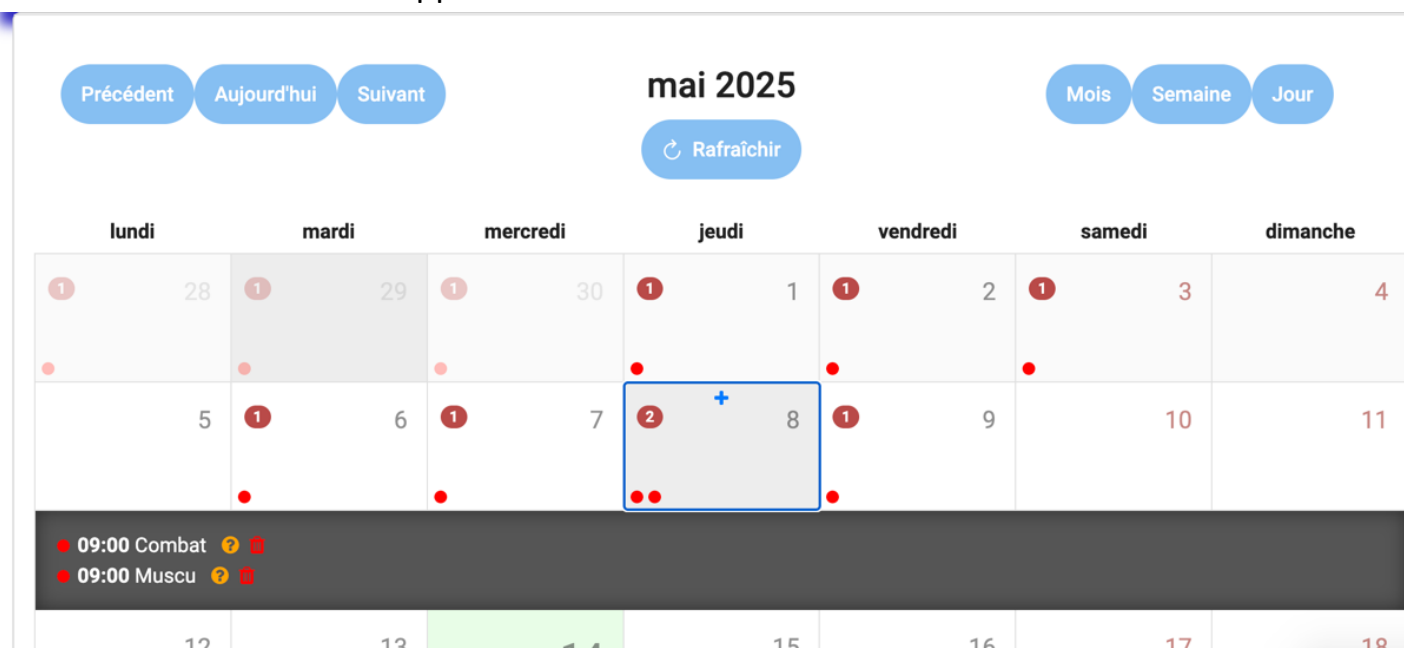 pp
Précédent Aujourd'hui Suivant
mai 2025
Mois Semaine Jour
Rafraîchir
lundi mardi mercredi jeudi vendredi samedi dimanche
1 28 1 29 1 30 1 1 1 2 1 3 4
5 1 6 1 7 2 8 1 9 10 11
09:00 Combat ?
09:00 Muscu ?
12 13 14 15 16 17 18